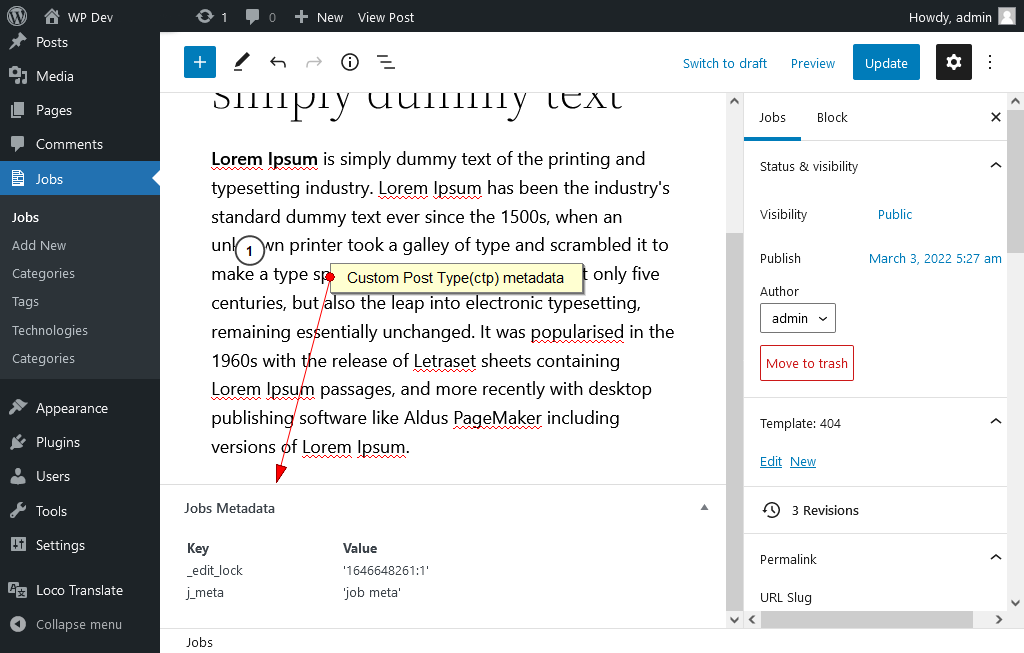 WP Dev
1
0
New
View Post
Howdy, admin
Posts
Media
Pages
Comments
Jobs
Jobs
Add New
Categories
Tags
Technologies
Categories
Appearance
Plugins
Users
Tools
Settings
Loco Translate
Collapse menu
Switch to draft
Preview
Update
simply dummy text
Lorem Ipsum is simply dummy text of the printing and
typesetting industry. Lorem Ipsum has been the industry's
standard dummy text ever since the 1500s, when an
printer took a galley of type and scrambled it to
1
make a type only five
Custom Post Type(ctp) metadata
centuries, but also the leap into electronic typesetting,
remaining essentially unchanged. It was popularised in the
1960s with the release of Letraset sheets containing
Lorem Ipsum passages, and more recently with desktop
publishing software like Aldus PageMaker including
versions of Lorem Ipsum.
Jobs Metadata
Key Value
_edit_lock '1646648261:1'
j_meta 'job meta'
Jobs
Jobs
Block
Status & visibility
Visibility Public
Publish March 3, 2022 5:27 am
Author
admin
Move to trash
Template: 404
Edit New
3 Revisions
Permalink
URL Slug